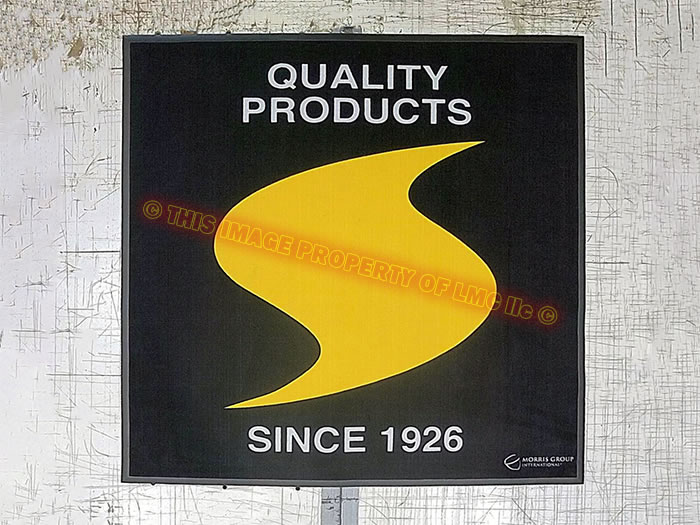 QUALITY
PRODUCTS
© THIS IMAGE PROPERTY OF LMC llc ©
SINCE 1926
MORRIS GROUP
INTERNATIONAL